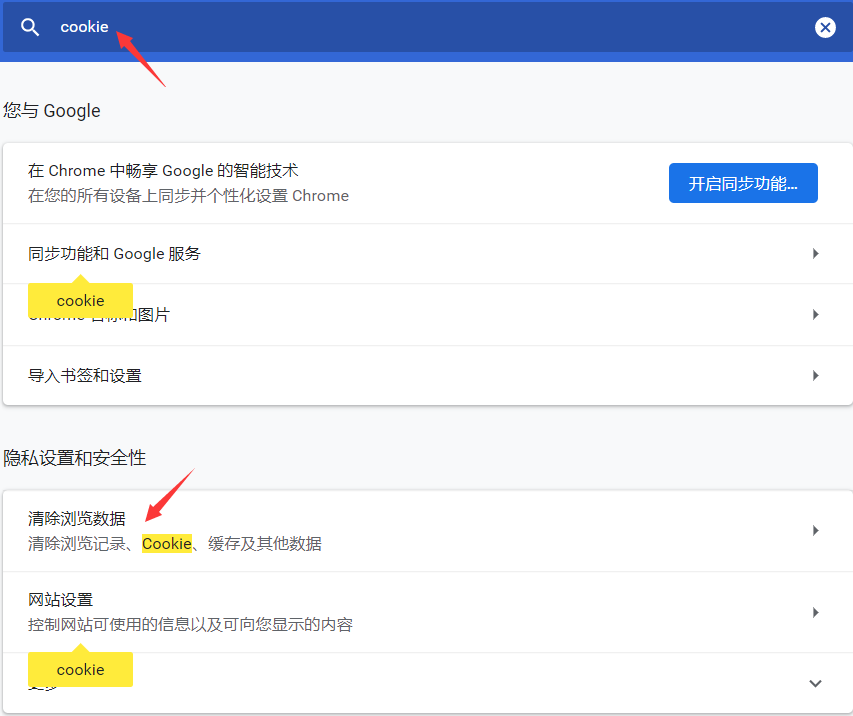 cookie
您与 Google
在 Chrome 中畅享 Google 的智能技术
在您的所有设备上同步并个性化设置 Chrome
开启同步功能...
同步功能和 Google 服务
cookie
Chrome 名称和图片
导入书签和设置
隐私设置和安全性
清除浏览数据
清除浏览记录、Cookie、缓存及其他数据
网站设置
控制网站可使用的信息以及可向您显示的内容
cookie